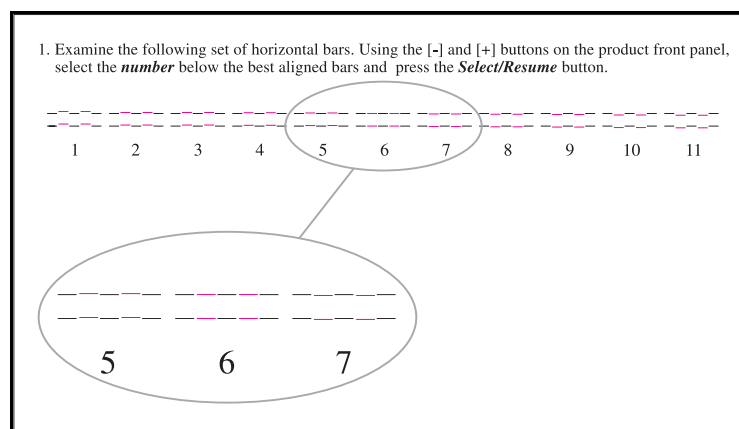 1. Examine the following set of horizontal bars. Using the [-] and [+] buttons on the product front panel,
select the number below the best aligned bars and press the Select/Resume button.
1 2 3 4 5 6 7 8 9 10 11
5 6 7